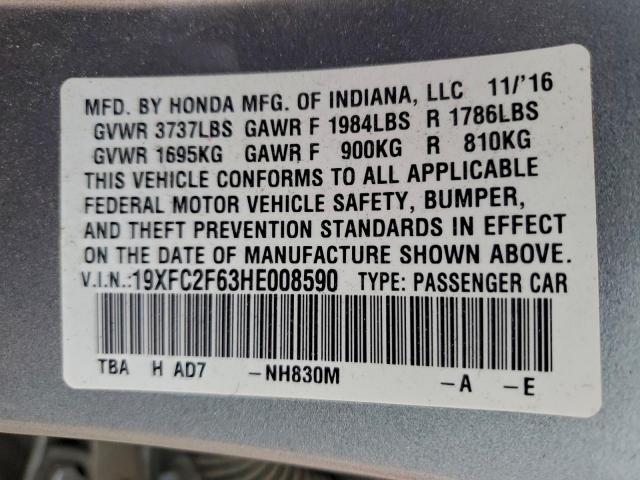 MFD. BY HONDA MFG. OF INDIANA, LLC 11/'16
GVWR 3737LBS GAWR F 1984LBS R 1786LBS
GVWR 1695KG GAWR F 900KG R 810KG
THIS VEHICLE CONFORMS TO ALL APPLICABLE
FEDERAL MOTOR VEHICLE SAFETY, BUMPER,
AND THEFT PREVENTION STANDARDS IN EFFECT
ON THE DATE OF MANUFACTURE SHOWN ABOVE.
V.I.N.:19XFC2F63HE008590 TYPE: PASSENGER CAR
TBA H AD7 -NH830M -A -E